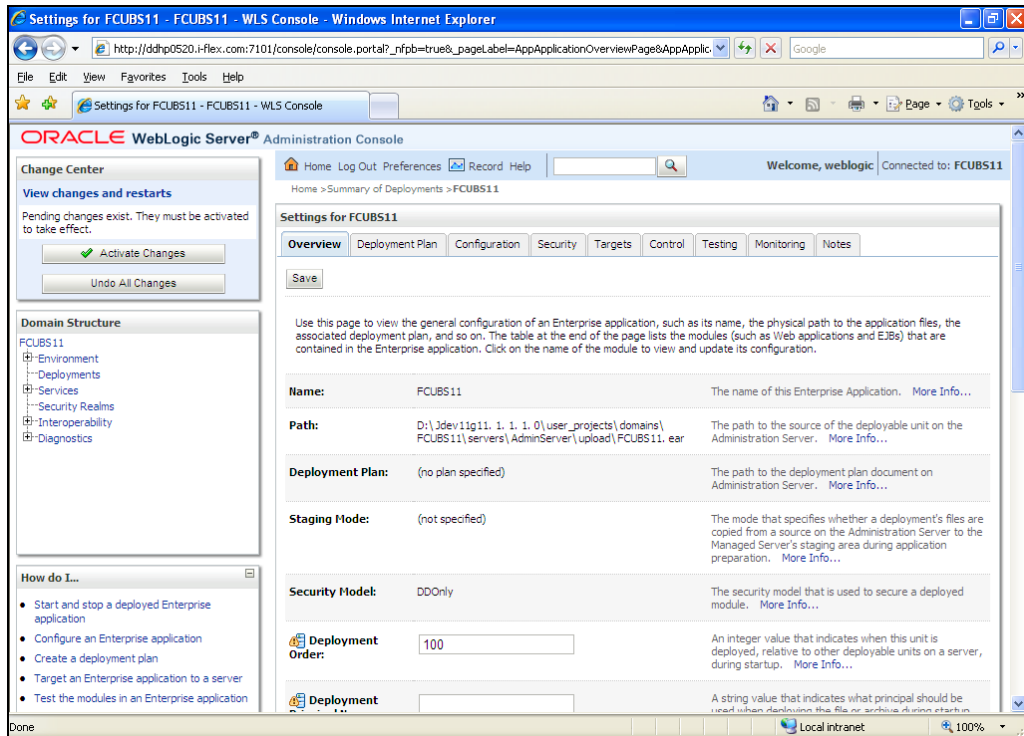 Settings for FCUBS11 - FCUBS11 - WLS Console - Windows Internet Explorer
http://ddhp0520.i-flex.com:7101/console/console.portal?_nfpb=true&_pageLabel=AppApplicationOverviewPage&AppApplic
Google
File Edit View Favorites Tools Help
Settings for FCUBS11 - FCUBS11 - WLS Console
Page Tools
ORACLE WebLogic Server® Administration Console
Change Center
View changes and restarts
Pending changes exist. They must be activated
to take effect.
Activate Changes
Undo All Changes
Domain Structure
FCUBS11
Environment
Deployments
Services
Security Realms
Interoperability
Diagnostics
How do I...
Start and stop a deployed Enterprise
application
Configure an Enterprise application
Create a deployment plan
Target an Enterprise application to a server
Test the modules in an Enterprise application
Home Log Out Preferences Record Help
Welcome, weblogic Connected to: FCUBS11
Home >Summary of Deployments >FCUBS11
Settings for FCUBS11
Overview Deployment Plan Configuration Security Targets Control Testing Monitoring Notes
Save
Use this page to view the general configuration of an Enterprise application, such as its name, the physical path to the application files, the
associated deployment plan, and so on. The table at the end of the page lists the modules (such as Web applications and EJBs) that are
contained in the Enterprise application. Click on the name of the module to view and update its configuration.
Name: FCUBS11 The name of this Enterprise Application. More Info...
Path: D:\Jdev11g11. 1. 1. 1. 0\user_projects\domains\ The path to the source of the deployable unit on the
FCUBS11\servers\AdminServer\upload\FCUBS11. ear Administration Server. More Info...
Deployment Plan: (no plan specified) The path to the deployment plan document on
Administration Server. More Info...
Staging Mode: (not specified) The mode that specifies whether a deployment's files are
copied from a source on the Administration Server to the
Managed Server's staging area during application
preparation. More Info...
Security Model: DDOnly The security model that is used to secure a deployed
module. More Info...
Deployment 100 An integer value that indicates when this unit is
Order: deployed, relative to other deployable units on a server,
during startup. More Info...
Deployment A string value that indicates what principal should be
used when deploying the file or archive during startup
Done Local intranet 100%